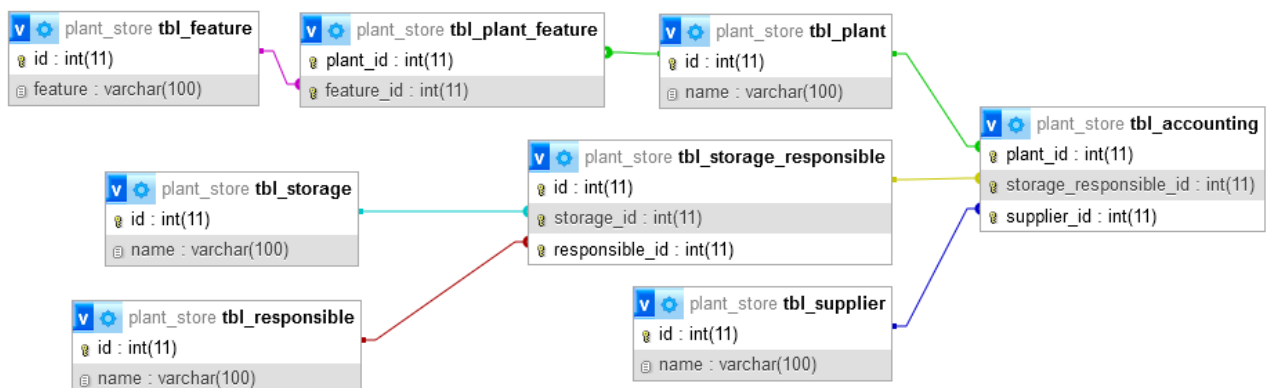 v plant_store tbl_feature
id : int(11)
feature : varchar(100)
v plant_store tbl_plant_feature
plant_id : int(11)
feature_id : int(11)
v plant_store tbl_plant
id : int(11)
name : varchar(100)
v plant_store tbl_accounting
plant_id : int(11)
storage_responsible_id : int(11)
supplier_id : int(11)
v plant_store tbl_storage_responsible
id : int(11)
storage_id : int(11)
responsible_id : int(11)
v plant_store tbl_storage
id : int(11)
name : varchar(100)
v plant_store tbl_responsible
id : int(11)
name : varchar(100)
v plant_store tbl_supplier
id : int(11)
name : varchar(100)